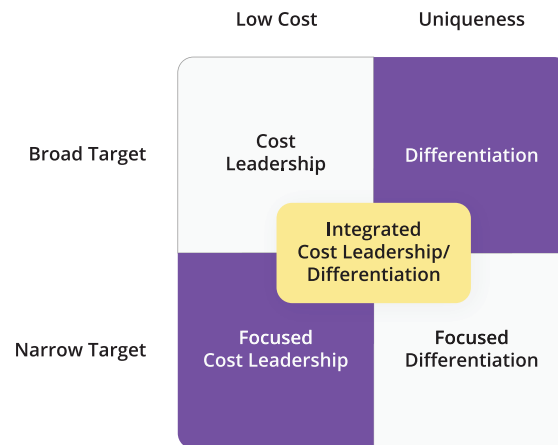 Low Cost
Uniqueness
Broad Target
Cost
Leadership
Differentiation
Integrated
Cost Leadership/
Differentiation
Narrow Target
Focused
Cost Leadership
Focused
Differentiation